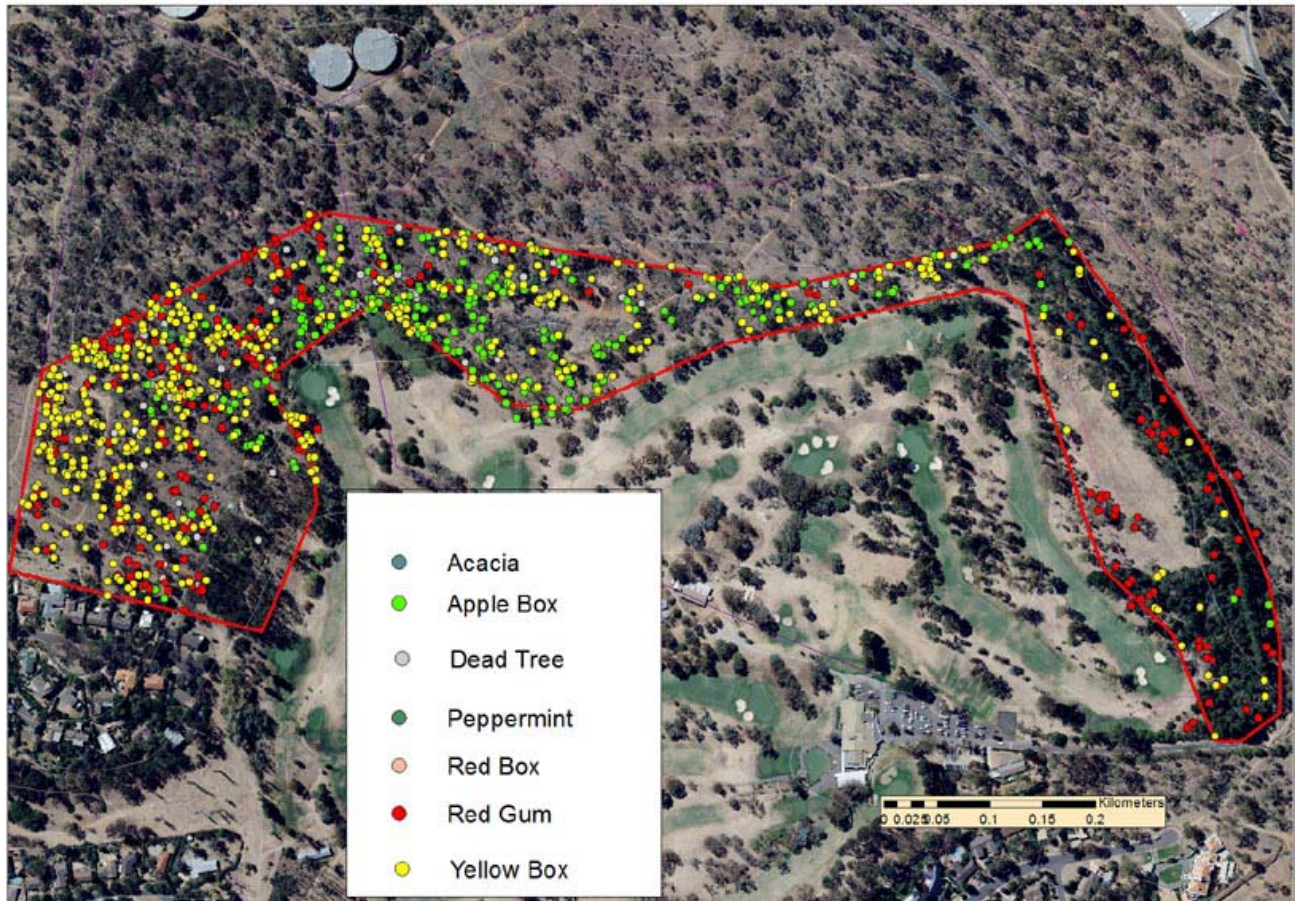 Acacia
Apple Box
Dead Tree
Peppermint
Red Box
Red Gum
Yellow Box
Kilometers
0 0.025 0.05 0.1 0.15 0.2